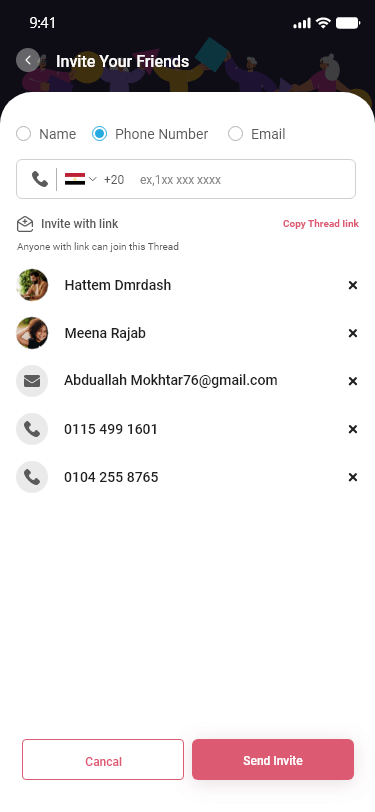 9:41
Invite Your Friends
Name Phone Number Email
+20 ex,1xx xxx xxxx
Invite with link Copy Thread link
Anyone with link can join this Thread
Hattem Dmrdash
Meena Rajab
Abduallah Mokhtar76@gmail.com
0115 499 1601
0104 255 8765
Cancal Send Invite